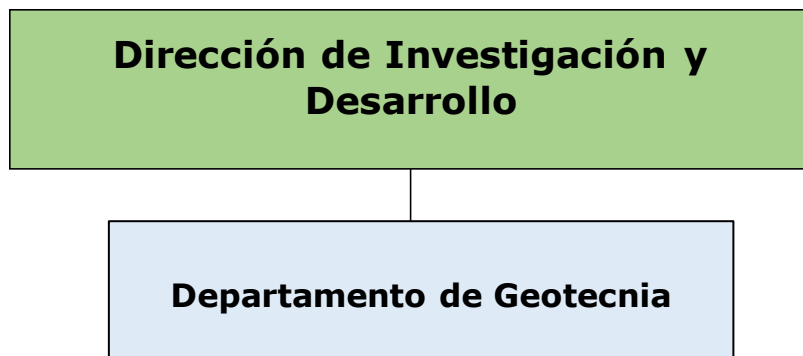 Dirección de Investigación y
Desarrollo
Departamento de Geotecnia